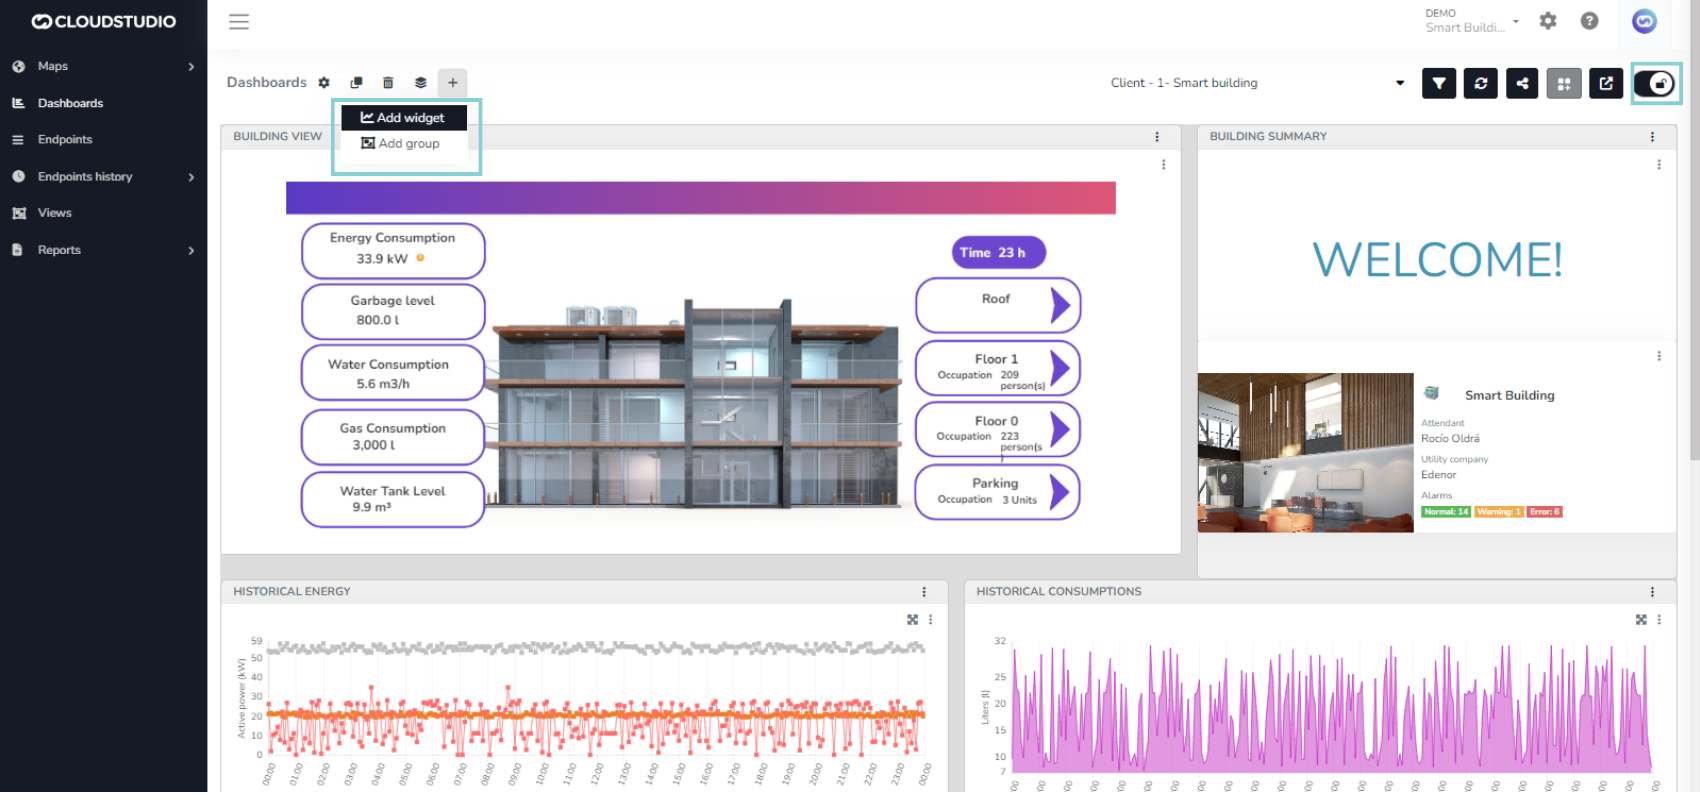 CLOUDSTUDIO
Maps
Dashboards
Endpoints
Endpoints history
Views
Reports
DEMO
Smart Buildi...
Dashboards
Client - 1- Smart building
Add widget
Add group
BUILDING VIEW
Energy Consumption
33.9 kW
Garbage level
800.0 l
Water Consumption
5.6 m3/h
Gas Consumption
3,000 l
Water Tank Level
9.9 m³
Time 23 h
Roof
Floor 1
Occupation 209
person(s)
Floor 0
Occupation 223
person(s
)
Parking
Occupation 3 Units
BUILDING SUMMARY
WELCOME!
Smart Building
Attendant
Rocío Oldrá
Utility company
Edenor
Alarms
Normal: 14 Warning: 1 Error: 6
HISTORICAL ENERGY
Active power (kW)
59
50
40
30
20
10
0
00:00 01:00 02:00 03:00 04:00 05:00 06:00 07:00 08:00 09:00 10:00 11:00 12:00 13:00 14:00 15:00 16:00 17:00 18:00 19:00 20:00 21:00 22:00 23:00 00:00
HISTORICAL CONSUMPTIONS
Liters (l)
32
25
20
15
10
7